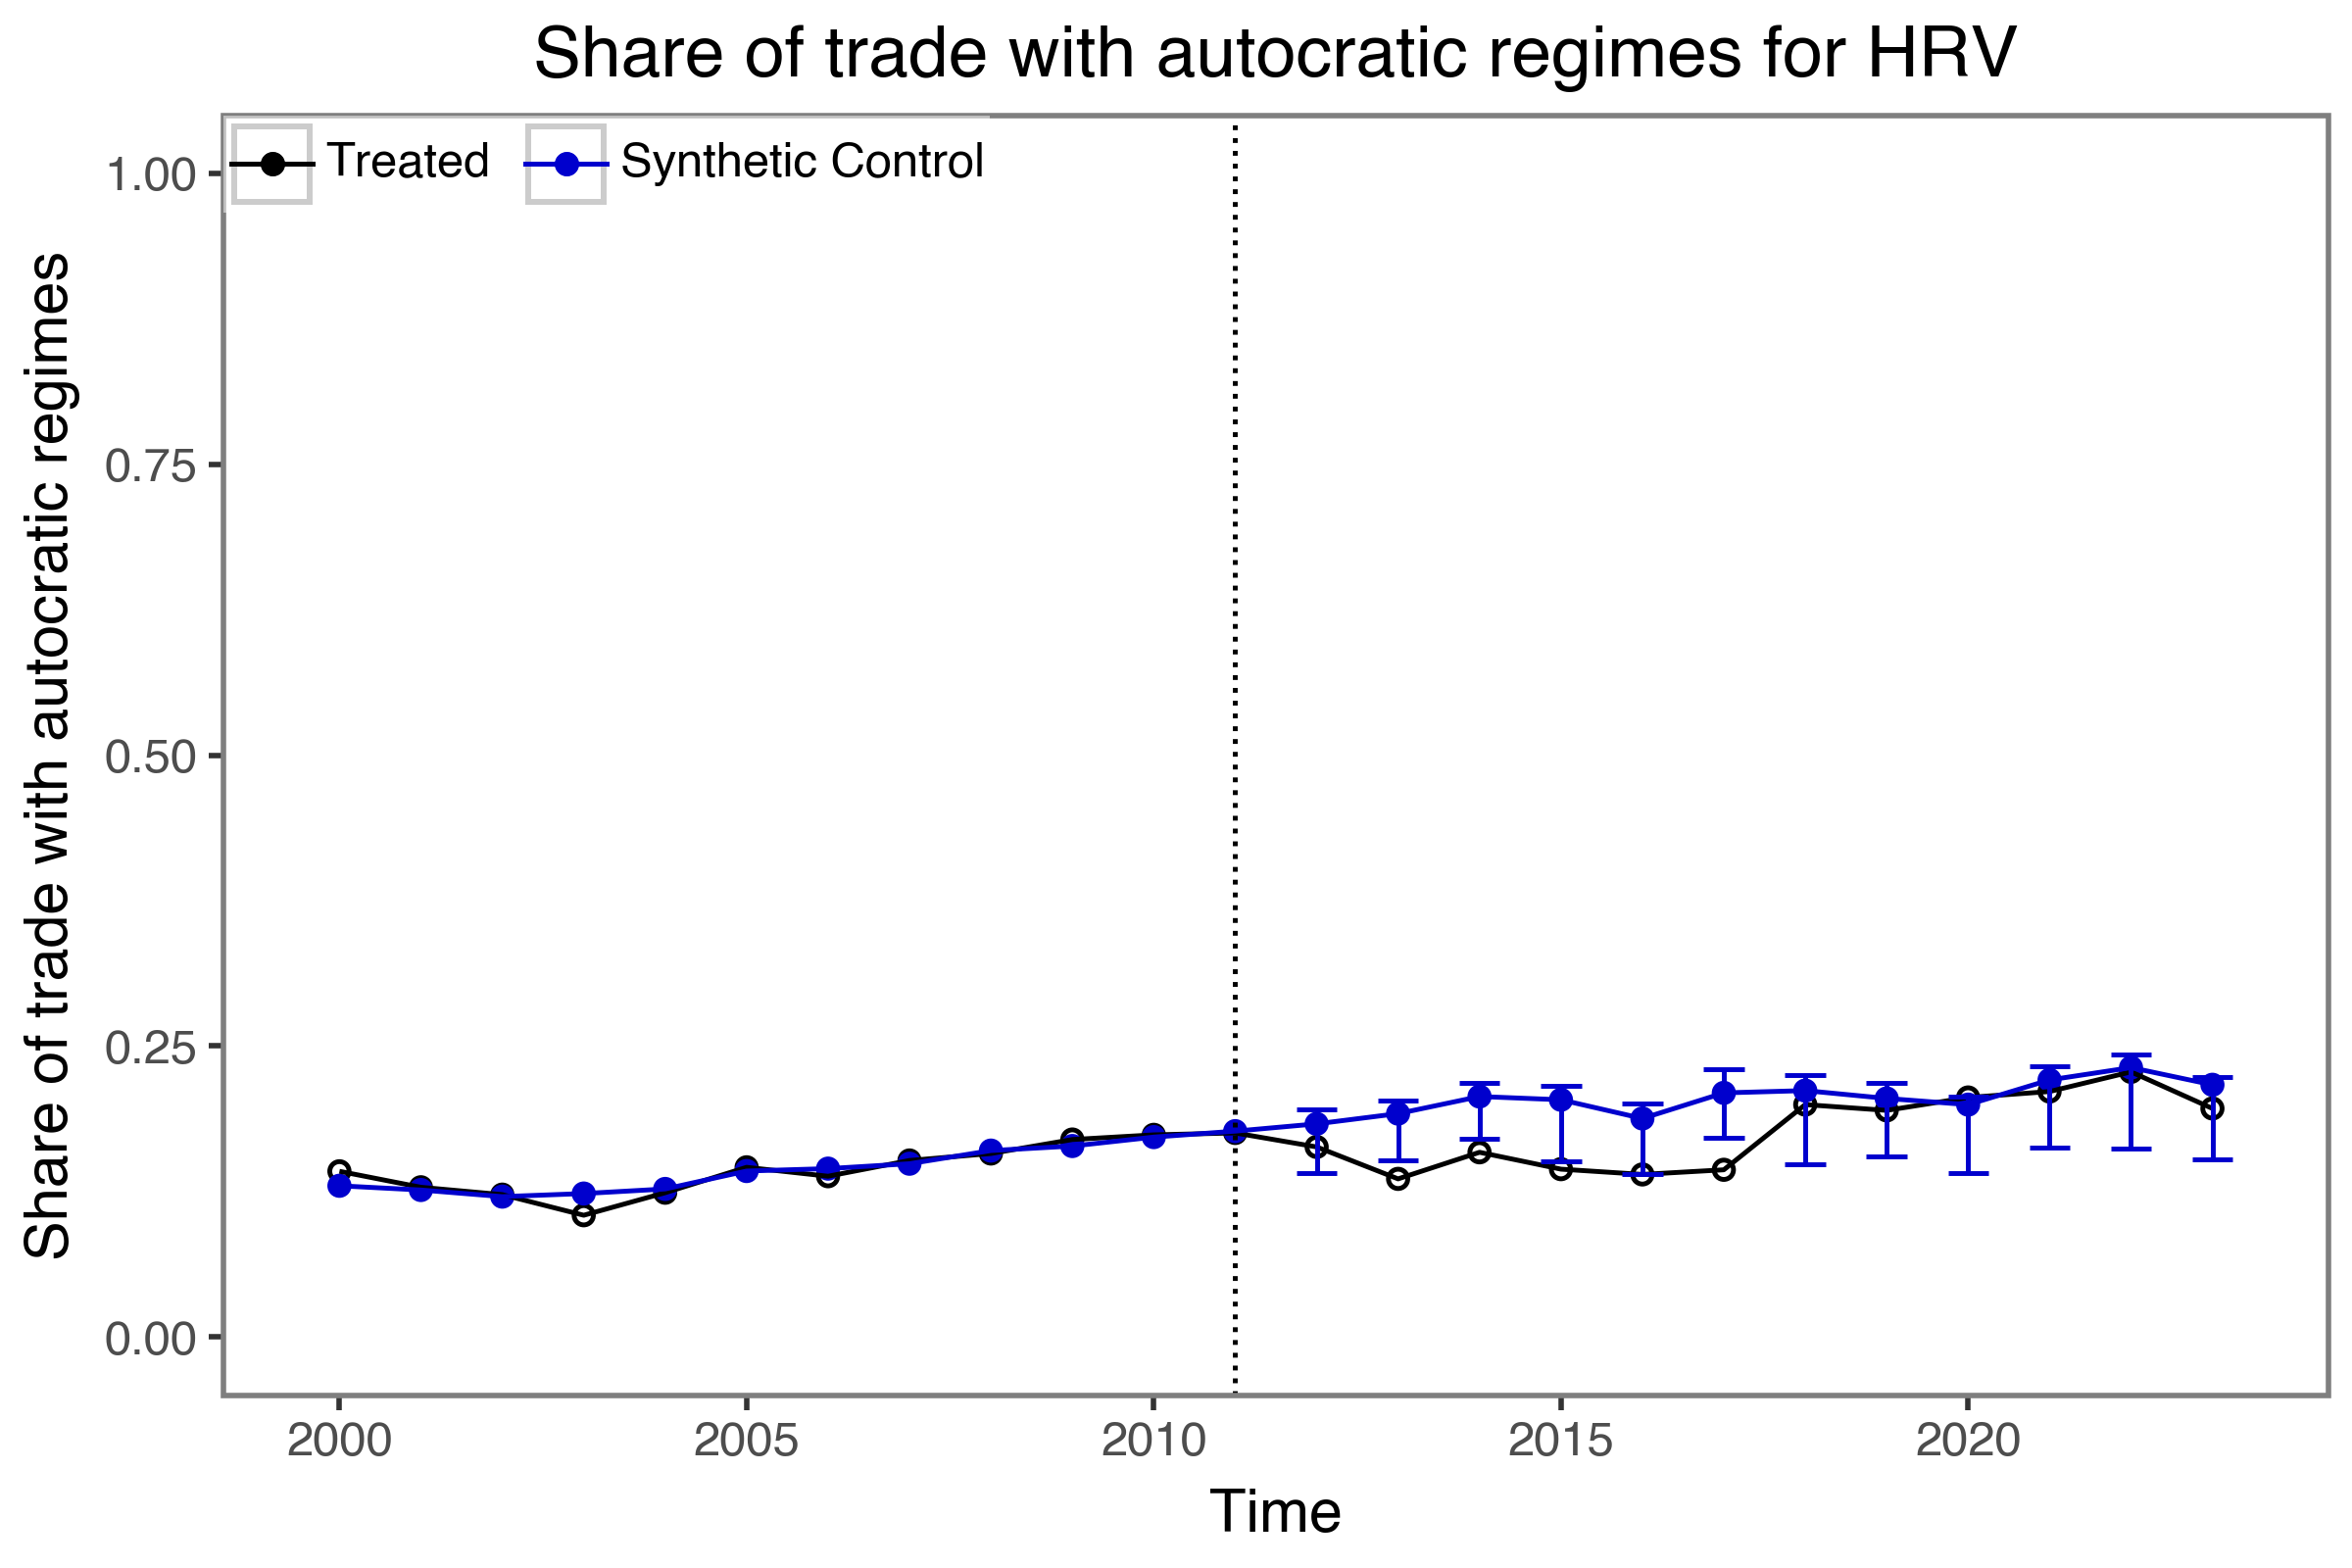 Share of trade with autocratic regimes for HRV
Treated
Synthetic Control
Share of trade with autocratic regimes
1.00
0.75
0.50
0.25
0.00
2000
2005
2010
2015
2020
Time